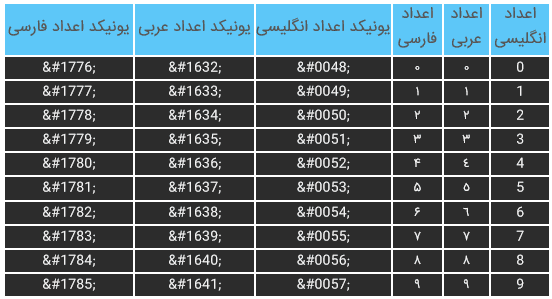 اعداد انگلیسی	اعداد عربی	اعداد فارسی	یونیکد اعداد انگلیسی	یونیکد اعداد عربی	یونیکد اعداد فارسی
0	٠	۰	&#0048;	&#1632;	&#1776;
1	١	۱	&#0049;	&#1633;	&#1777;
2	٢	۲	&#0050;	&#1634;	&#1778;
3	٣	۳	&#0051;	&#1635;	&#1779;
4	٤	۴	&#0052;	&#1636;	&#1780;
5	٥	۵	&#0053;	&#1637;	&#1781;
6	٦	۶	&#0054;	&#1638;	&#1782;
7	٧	۷	&#0055;	&#1639;	&#1783;
8	٨	۸	&#0056;	&#1640;	&#1784;
9	٩	۹	&#0057;	&#1641;	&#1785;